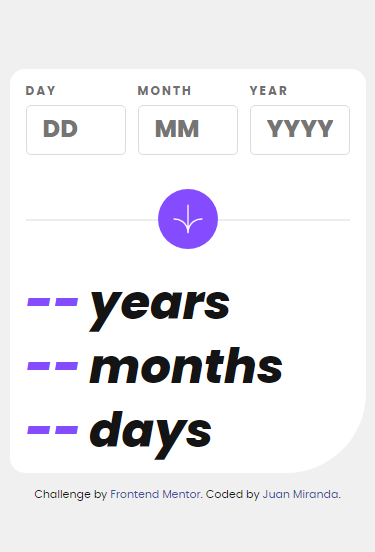 DAY MONTH YEAR
DD MM YYYY
-- years
-- months
-- days
Challenge by Frontend Mentor. Coded by Juan Miranda.